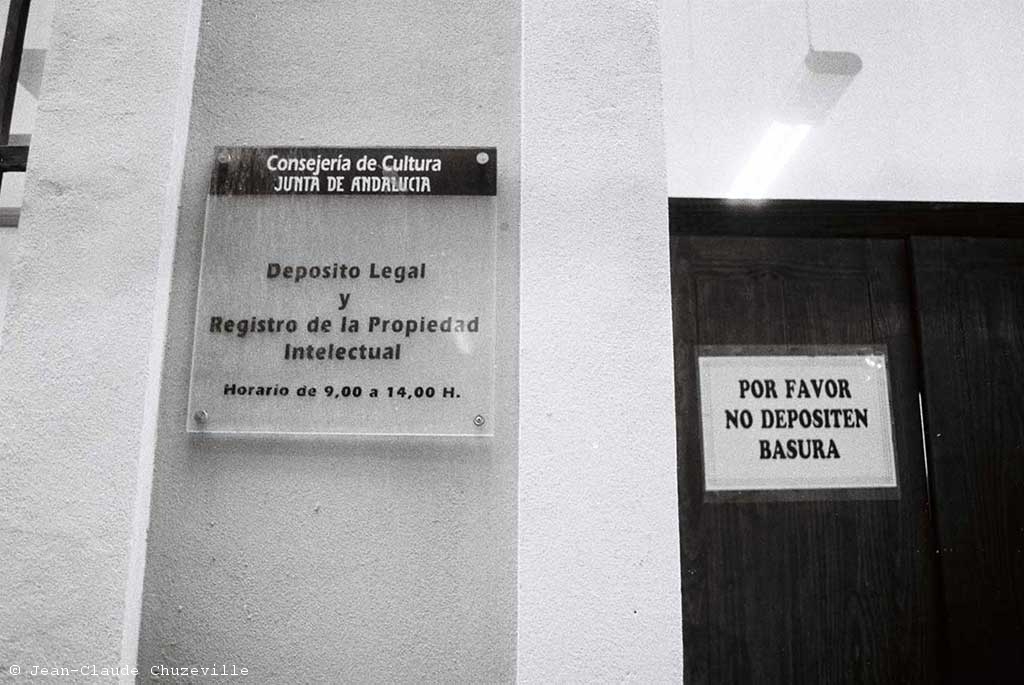 Consejería de Cultura
JUNTA DE ANDALUCIA
Deposito Legal
y
Registro de la Propiedad
Intelectual
Horario de 9,00 a 14,00 H.
POR FAVOR
NO DEPOSITEN
BASURA
© Jean-Claude Chuzeville